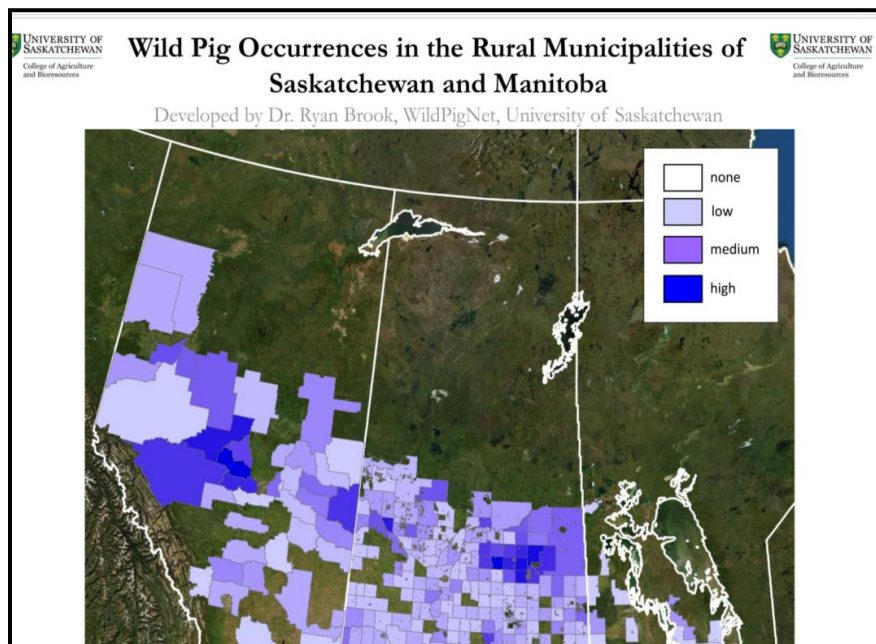 UNIVERSITY OF
SASKATCHEWAN
College of Agriculture
and Bioresources
Wild Pig Occurrences in the Rural Municipalities of
Saskatchewan and Manitoba
Developed by Dr. Ryan Brook, WildPigNet, University of Saskatchewan
UNIVERSITY OF
SASKATCHEWAN
College of Agriculture
and Bioresources
none
low
medium
high